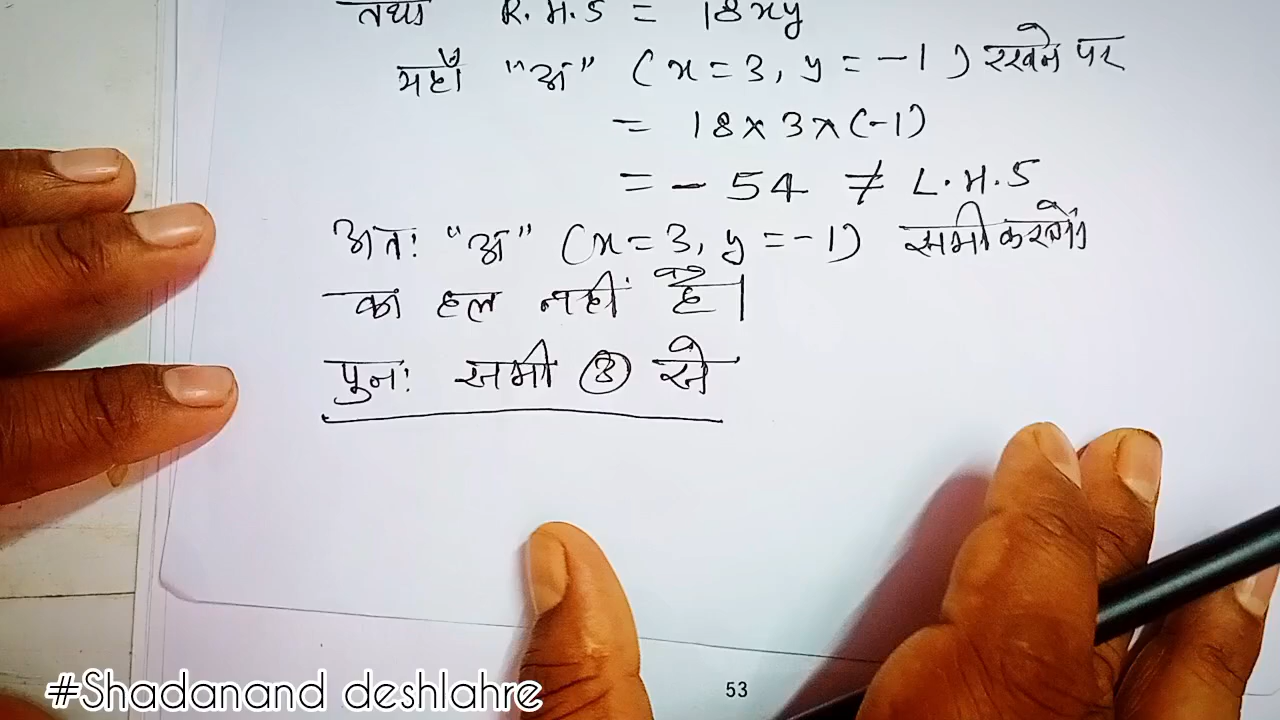 तथा R.H.S = 18xy
यहाँ "अ" (x = 3, y = -1) रखने पर
= 18 × 3 × (-1)
= - 54 ≠ L.H.S
अतः "अ" (x = 3, y = -1) समीकरणों
का हल नहीं है।
पुनः समी ③ से
#Shadanand deshlahre
53